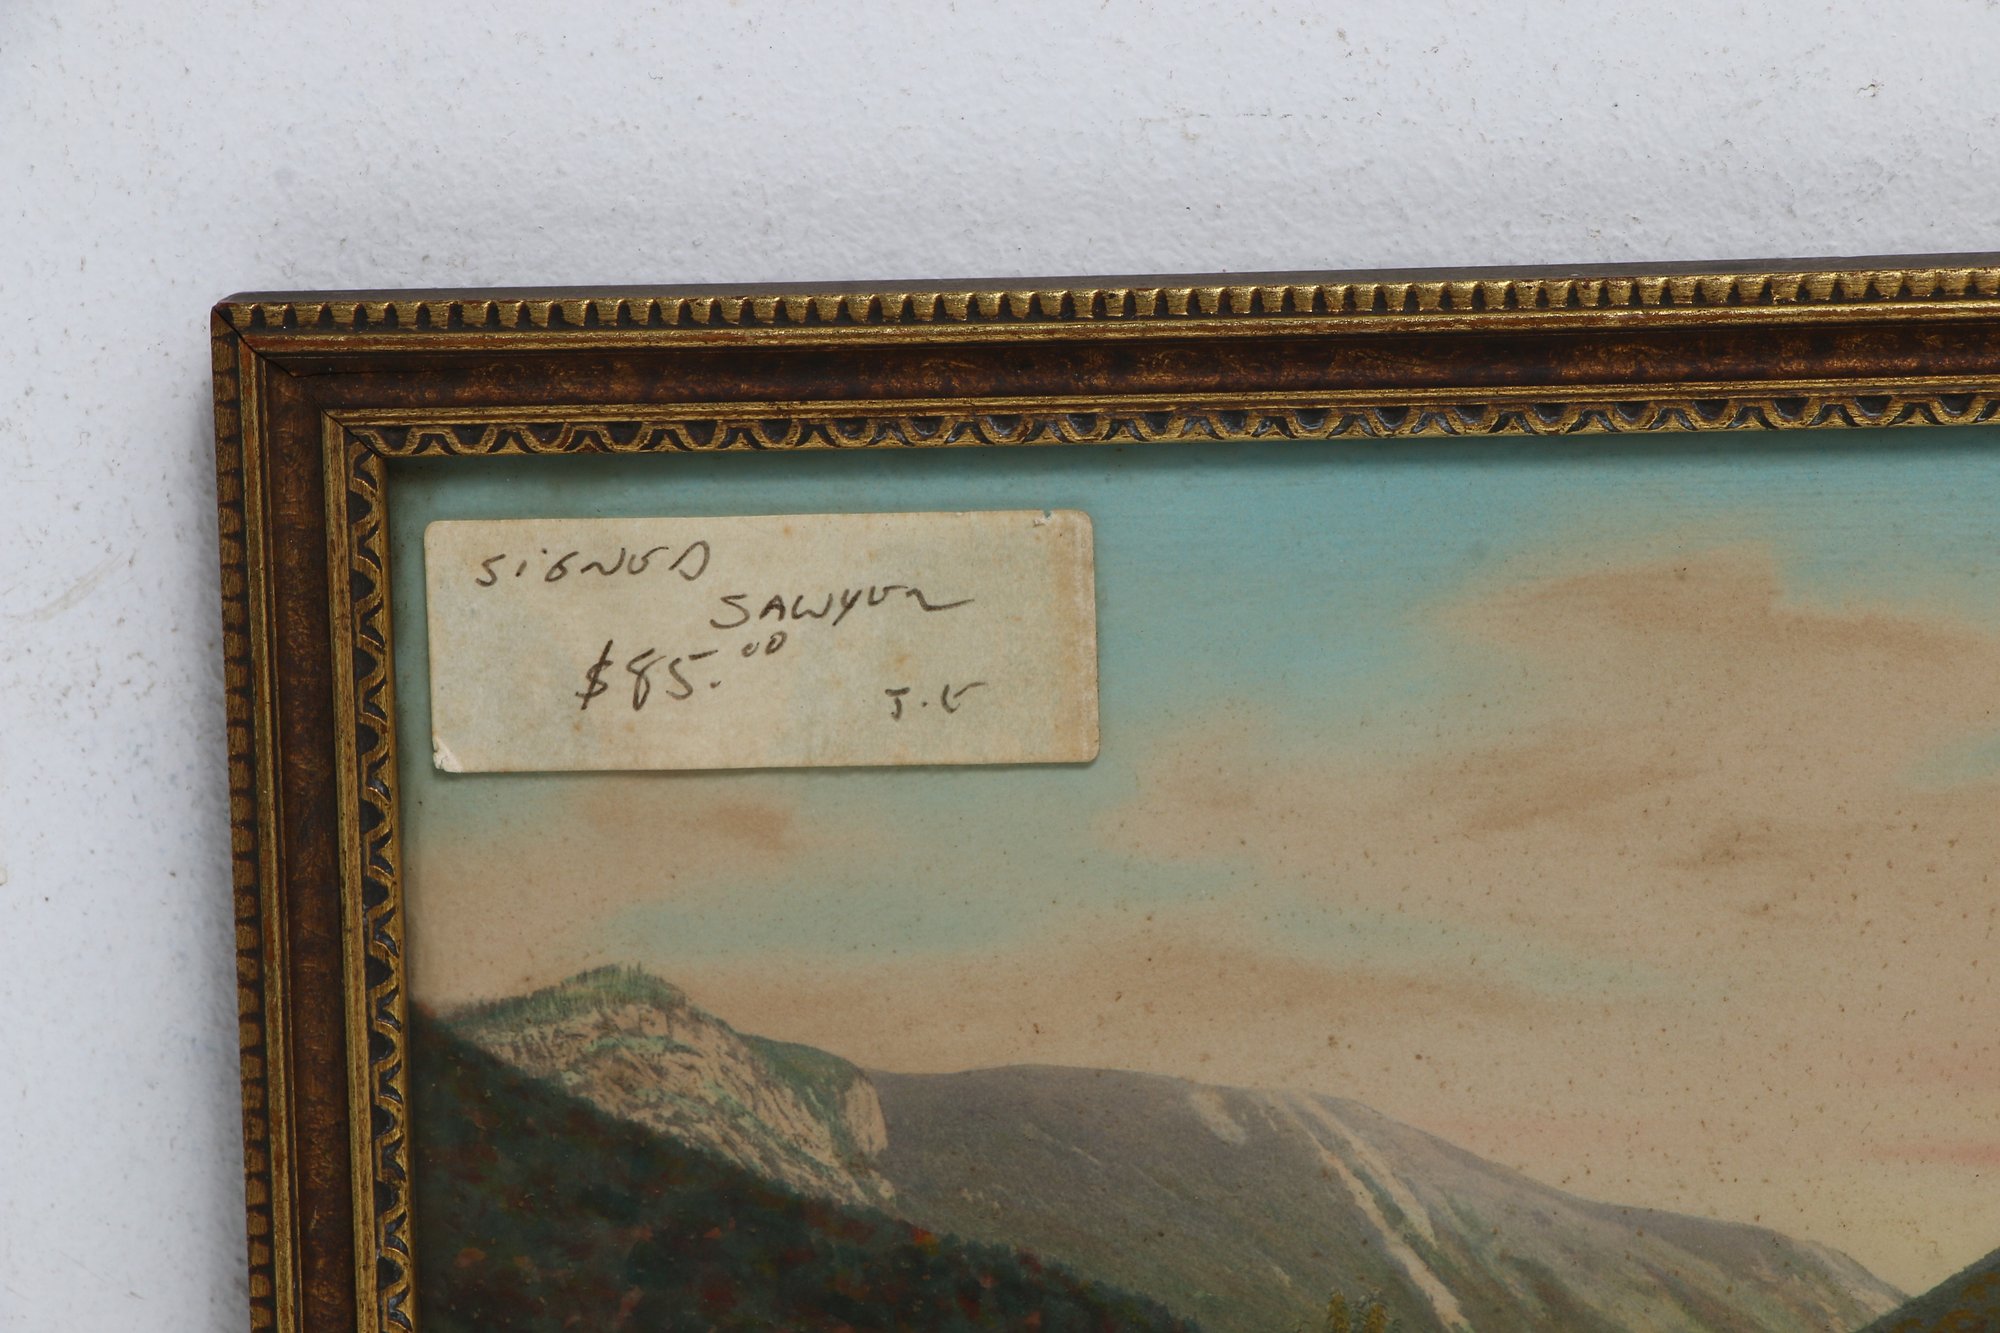 SiGNED
SAWYER
$85.00
J.E